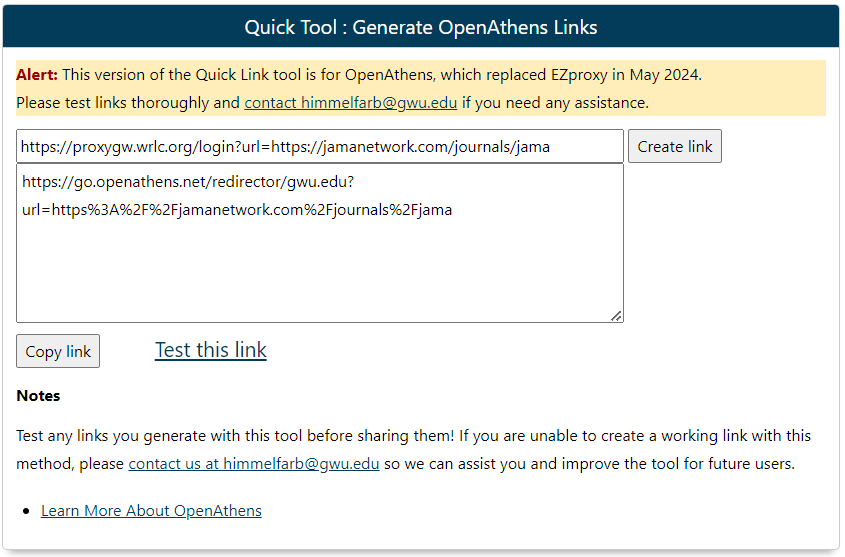 Quick Tool : Generate OpenAthens Links
Alert: This version of the Quick Link tool is for OpenAthens, which replaced EZproxy in May 2024.
Please test links thoroughly and contact himmelfarb@gwu.edu if you need any assistance.
https://proxygw.wrlc.org/login?url=https://jamanetwork.com/journals/jama
Create link
https://go.openathens.net/redirector/gwu.edu?
url=https%3A%2F%2Fjamanetwork.com%2Fjournals%2Fjama
Copy link
Test this link
Notes
Test any links you generate with this tool before sharing them! If you are unable to create a working link with this
method, please contact us at himmelfarb@gwu.edu so we can assist you and improve the tool for future users.
• Learn More About OpenAthens